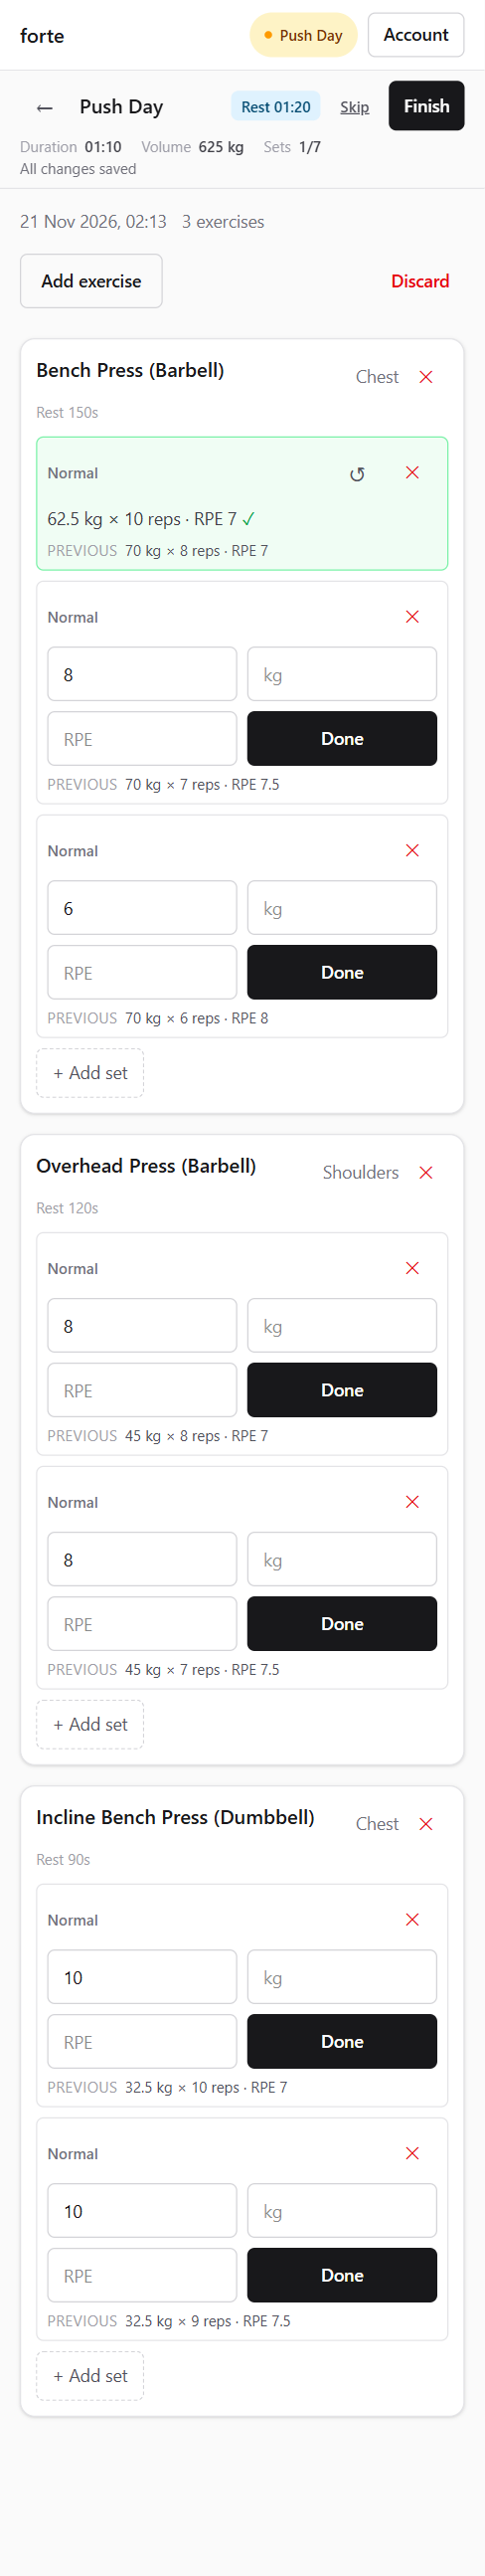 forte
Push Day
Account
← Push Day Rest 01:20 Skip Finish
Duration 01:10 Volume 625 kg Sets 1/7
All changes saved
21 Nov 2026, 02:13 3 exercises
Add exercise Discard
Bench Press (Barbell) Chest ×
Rest 150s
Normal ↺ ×
62.5 kg × 10 reps · RPE 7 ✓
PREVIOUS 70 kg × 8 reps · RPE 7
Normal ×
8 kg
RPE Done
PREVIOUS 70 kg × 7 reps · RPE 7.5
Normal ×
6 kg
RPE Done
PREVIOUS 70 kg × 6 reps · RPE 8
+ Add set
Overhead Press (Barbell) Shoulders ×
Rest 120s
Normal ×
8 kg
RPE Done
PREVIOUS 45 kg × 8 reps · RPE 7
Normal ×
8 kg
RPE Done
PREVIOUS 45 kg × 7 reps · RPE 7.5
+ Add set
Incline Bench Press (Dumbbell) Chest ×
Rest 90s
Normal ×
10 kg
RPE Done
PREVIOUS 32.5 kg × 10 reps · RPE 7
Normal ×
10 kg
RPE Done
PREVIOUS 32.5 kg × 9 reps · RPE 7.5
+ Add set